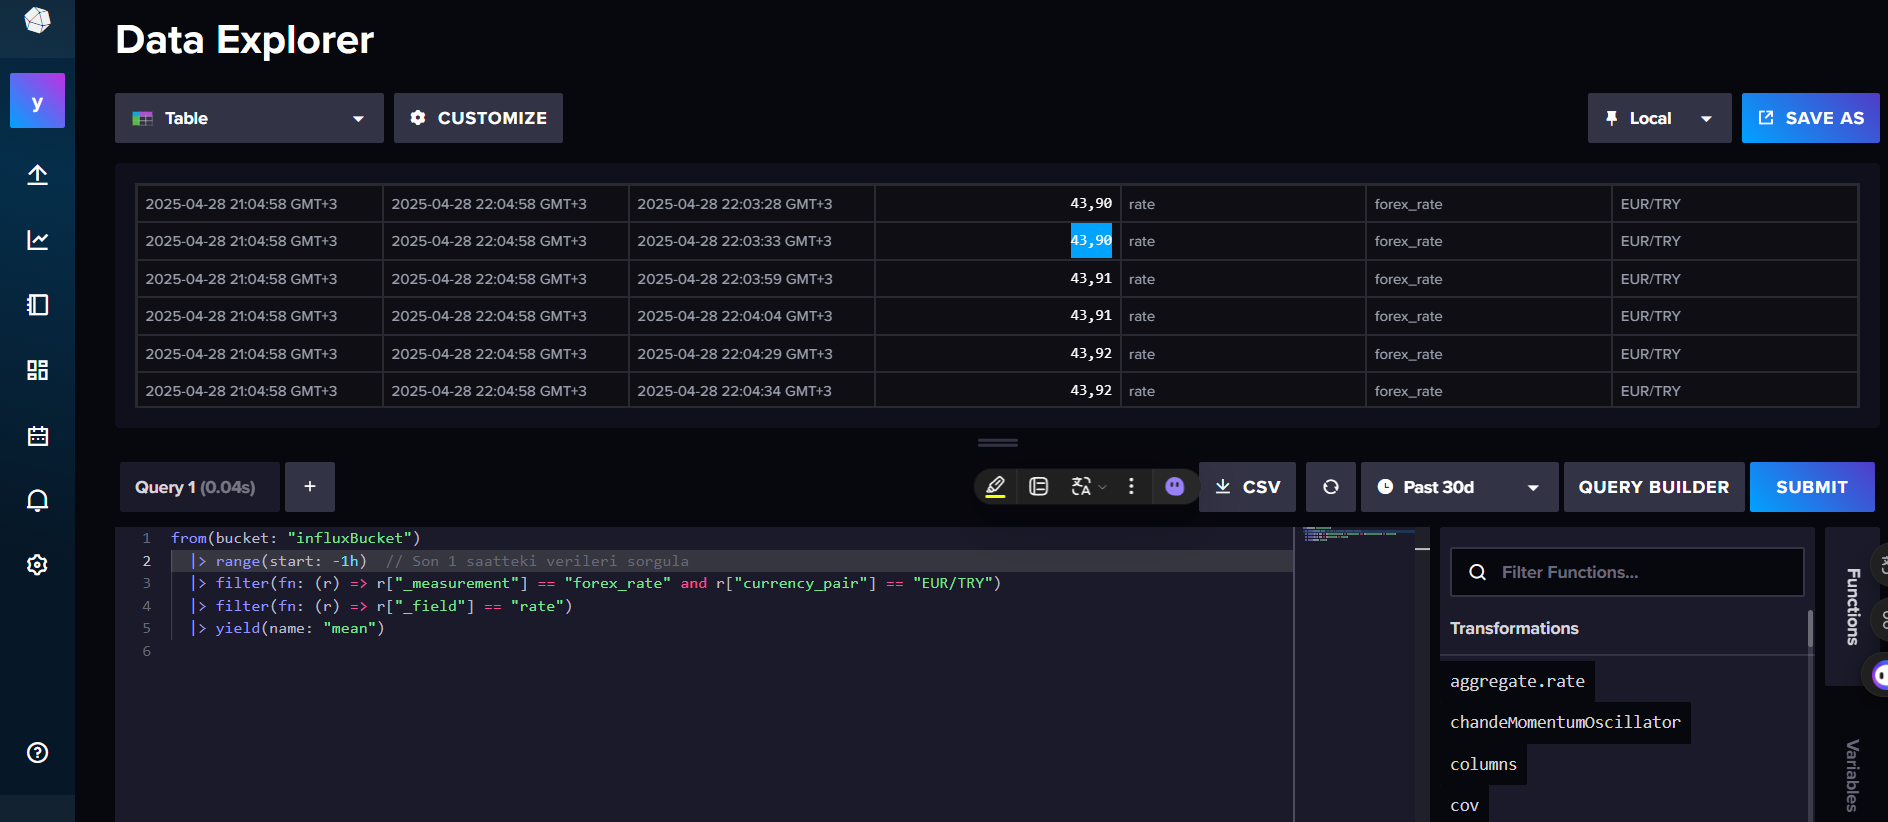 Data Explorer
y
Table
CUSTOMIZE
Local
SAVE AS
2025-04-28 21:04:58 GMT+3 2025-04-28 22:04:58 GMT+3 2025-04-28 22:03:28 GMT+3 43,90 rate forex_rate EUR/TRY
2025-04-28 21:04:58 GMT+3 2025-04-28 22:04:58 GMT+3 2025-04-28 22:03:33 GMT+3 43,90 rate forex_rate EUR/TRY
2025-04-28 21:04:58 GMT+3 2025-04-28 22:04:58 GMT+3 2025-04-28 22:03:59 GMT+3 43,91 rate forex_rate EUR/TRY
2025-04-28 21:04:58 GMT+3 2025-04-28 22:04:58 GMT+3 2025-04-28 22:04:04 GMT+3 43,91 rate forex_rate EUR/TRY
2025-04-28 21:04:58 GMT+3 2025-04-28 22:04:58 GMT+3 2025-04-28 22:04:29 GMT+3 43,92 rate forex_rate EUR/TRY
2025-04-28 21:04:58 GMT+3 2025-04-28 22:04:58 GMT+3 2025-04-28 22:04:34 GMT+3 43,92 rate forex_rate EUR/TRY
Query 1 (0.04s)
+
CSV
Past 30d
QUERY BUILDER
SUBMIT
1 from(bucket: "influxBucket")
2 |> range(start: -1h)  // Son 1 saatteki verileri sorgula
3 |> filter(fn: (r) => r["_measurement"] == "forex_rate" and r["currency_pair"] == "EUR/TRY")
4 |> filter(fn: (r) => r["_field"] == "rate")
5 |> yield(name: "mean")
6
Filter Functions...
Transformations
aggregate.rate
chandeMomentumOscillator
columns
cov
Functions
Variables